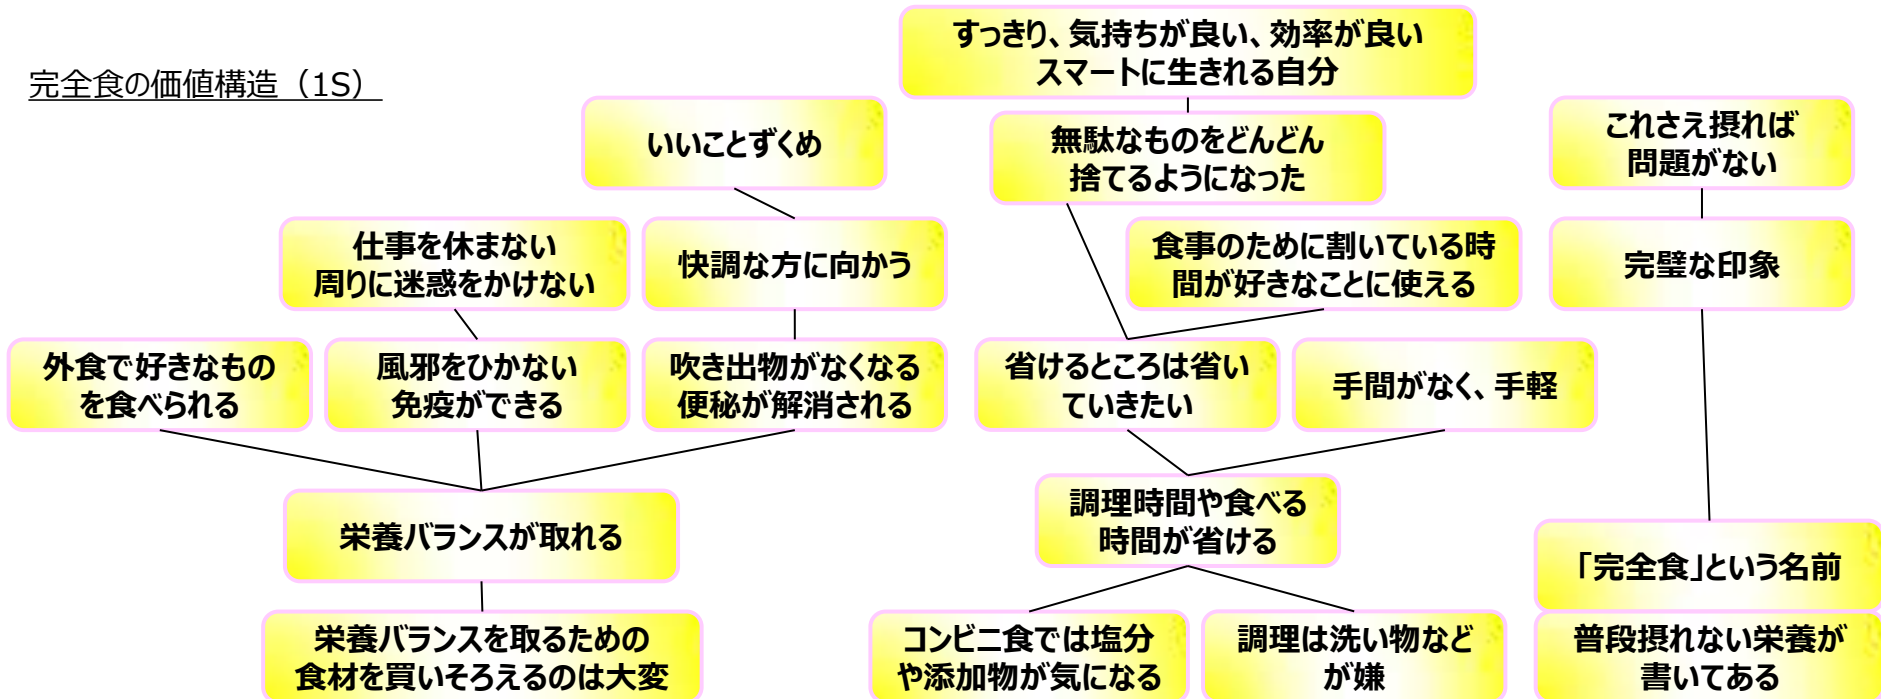 完全食の価値構造（1S）
すっきり、気持ちが良い、効率が良い
スマートに生きれる自分
いいことずくめ
無駄なものをどんどん
捨てるようになった
これさえ摂れば
問題がない
仕事を休まない
周りに迷惑をかけない
快調な方に向かう
食事のために割いている時
間が好きなことに使える
完璧な印象
外食で好きなもの
を食べられる
風邪をひかない
免疫ができる
吹き出物がなくなる
便秘が解消される
省けるところは省い
ていきたい
手間がなく、手軽
栄養バランスが取れる
調理時間や食べる
時間が省ける
「完全食」という名前
栄養バランスを取るための
食材を買いそろえるのは大変
コンビニ食では塩分
や添加物が気になる
調理は洗い物など
が嫌
普段摂れない栄養が
書いてある